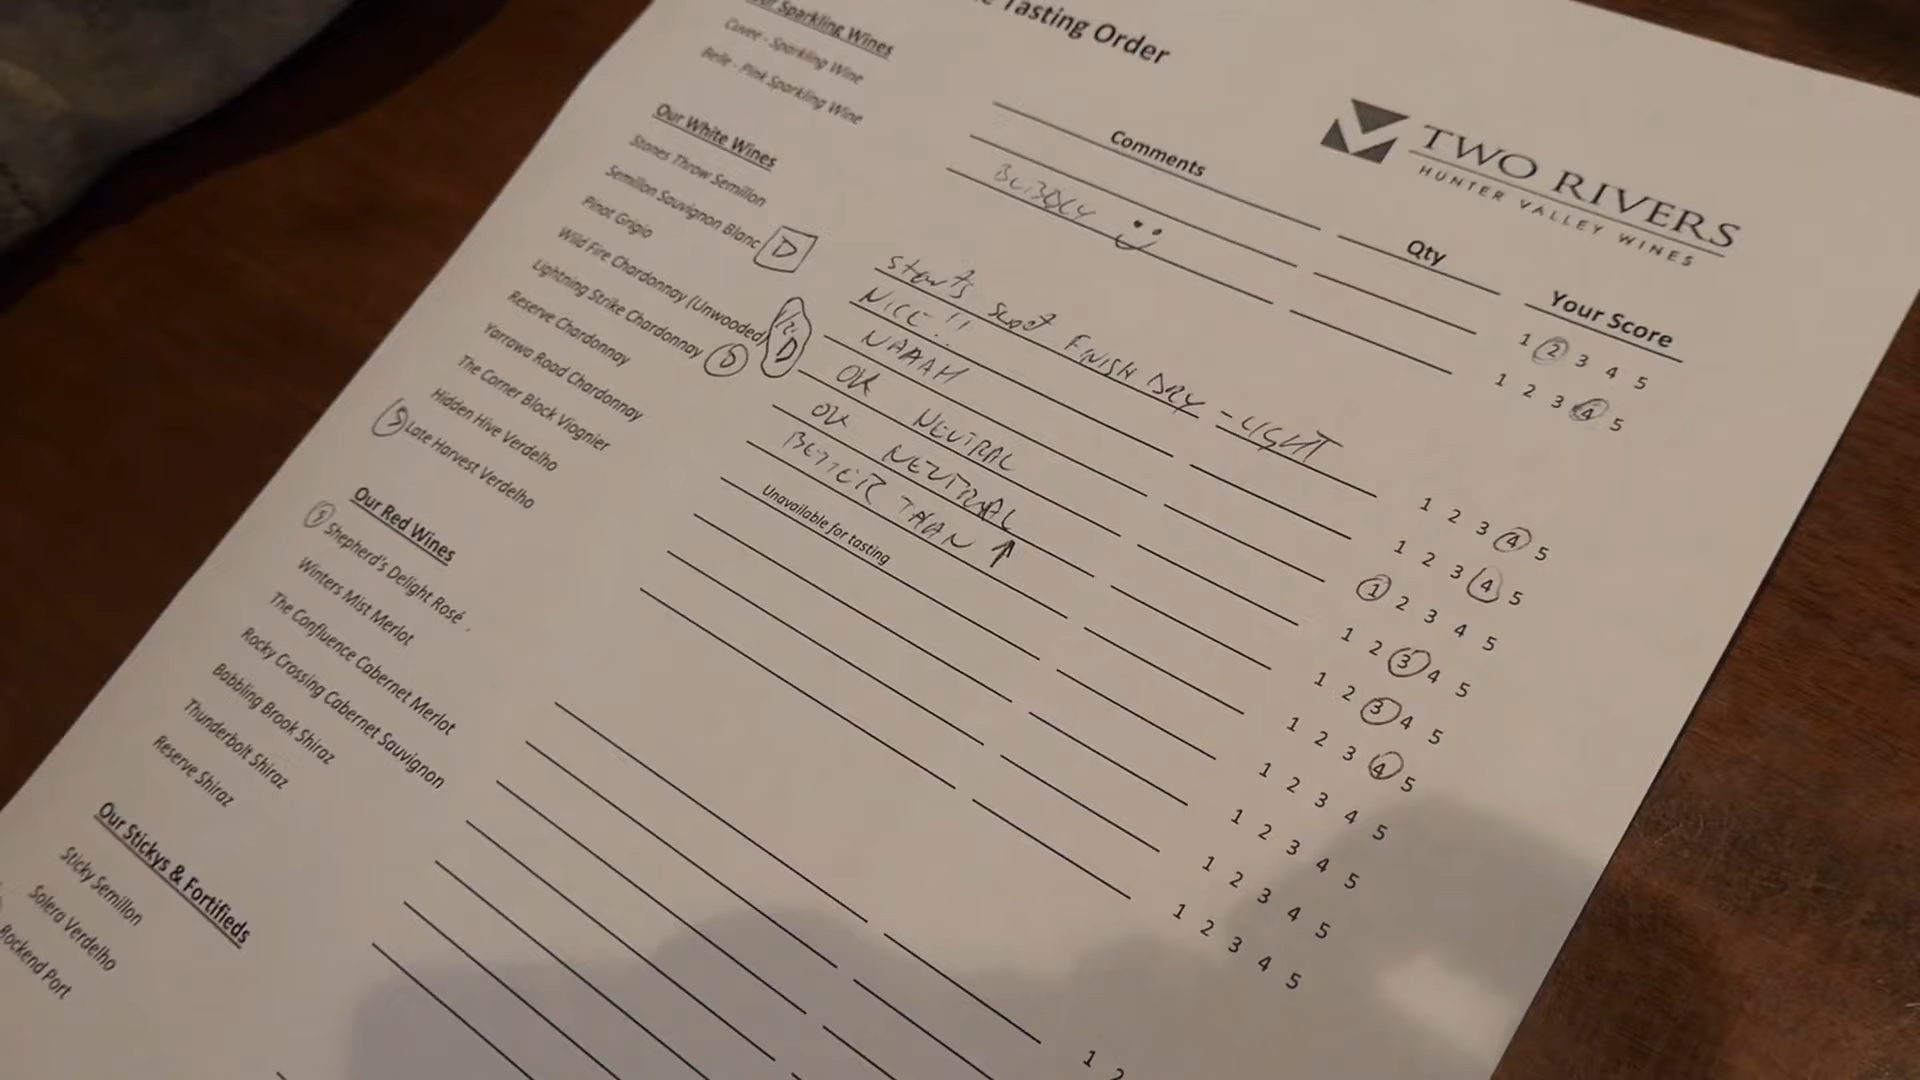 Tasting Order
TWO RIVERS
HUNTER VALLEY WINES
Comments Qty Your Score
Our Sparkling Wines
Cuvee - Sparkling Wine 1 2 3 4 5
Belle - Pink Sparkling Wine BUBBLY 1 2 3 4 5
Our White Wines
Stones Throw Semillon Starts sweet FINISH DRY - LIGHT 1 2 3 4 5
Semillon Sauvignon Blanc D NICE!! 1 2 3 4 5
Pinot Grigio NAAAH 1 2 3 4 5
Wild Fire Chardonnay (Unwooded) D OK NEUTRAL 1 2 3 4 5
Lightning Strike Chardonnay D OK NEUTRAL 1 2 3 4 5
Reserve Chardonnay BETTER THAN ↑ 1 2 3 4 5
Yarrawa Road Chardonnay Unavailable for tasting 1 2 3 4 5
The Corner Block Viognier 1 2 3 4 5
Hidden Hive Verdelho 1 2 3 4 5
S Late Harvest Verdelho 1 2 3 4 5
Our Red Wines
S Shepherd's Delight Rosé 1 2
Winters Mist Merlot
The Confluence Cabernet Merlot
Rocky Crossing Cabernet Sauvignon
Babbling Brook Shiraz
Thunderbolt Shiraz
Reserve Shiraz
Our Stickys & Fortifieds
Sticky Semillon
Solera Verdelho
Rockend Port